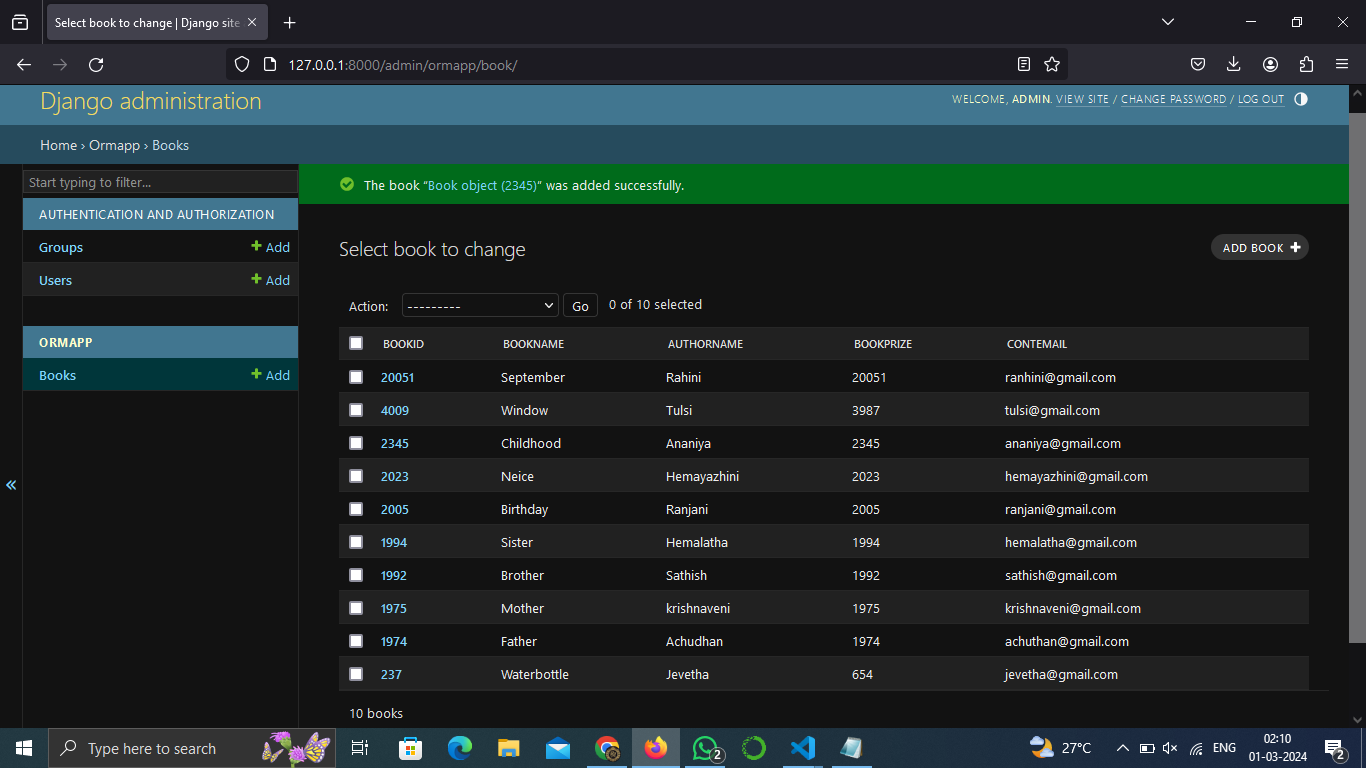 Select book to change | Django site
127.0.0.1:8000/admin/ormapp/book/
Django administration
WELCOME, ADMIN. VIEW SITE / CHANGE PASSWORD / LOG OUT
Home › Ormapp › Books
Start typing to filter...
AUTHENTICATION AND AUTHORIZATION
Groups + Add
Users + Add
ORMAPP
Books + Add
«
The book “Book object (2345)” was added successfully.
Select book to change
ADD BOOK +
Action: --------- Go 0 of 10 selected
BOOKID BOOKNAME AUTHORNAME BOOKPRIZE CONTEMAIL
20051 September Rahini 20051 ranhini@gmail.com
4009 Window Tulsi 3987 tulsi@gmail.com
2345 Childhood Ananiya 2345 ananiya@gmail.com
2023 Neice Hemayazhini 2023 hemayazhini@gmail.com
2005 Birthday Ranjani 2005 ranjani@gmail.com
1994 Sister Hemalatha 1994 hemalatha@gmail.com
1992 Brother Sathish 1992 sathish@gmail.com
1975 Mother krishnaveni 1975 krishnaveni@gmail.com
1974 Father Achudhan 1974 achuthan@gmail.com
237 Waterbottle Jevetha 654 jevetha@gmail.com
10 books
Type here to search
2
27°C
ENG
02:10
01-03-2024
2